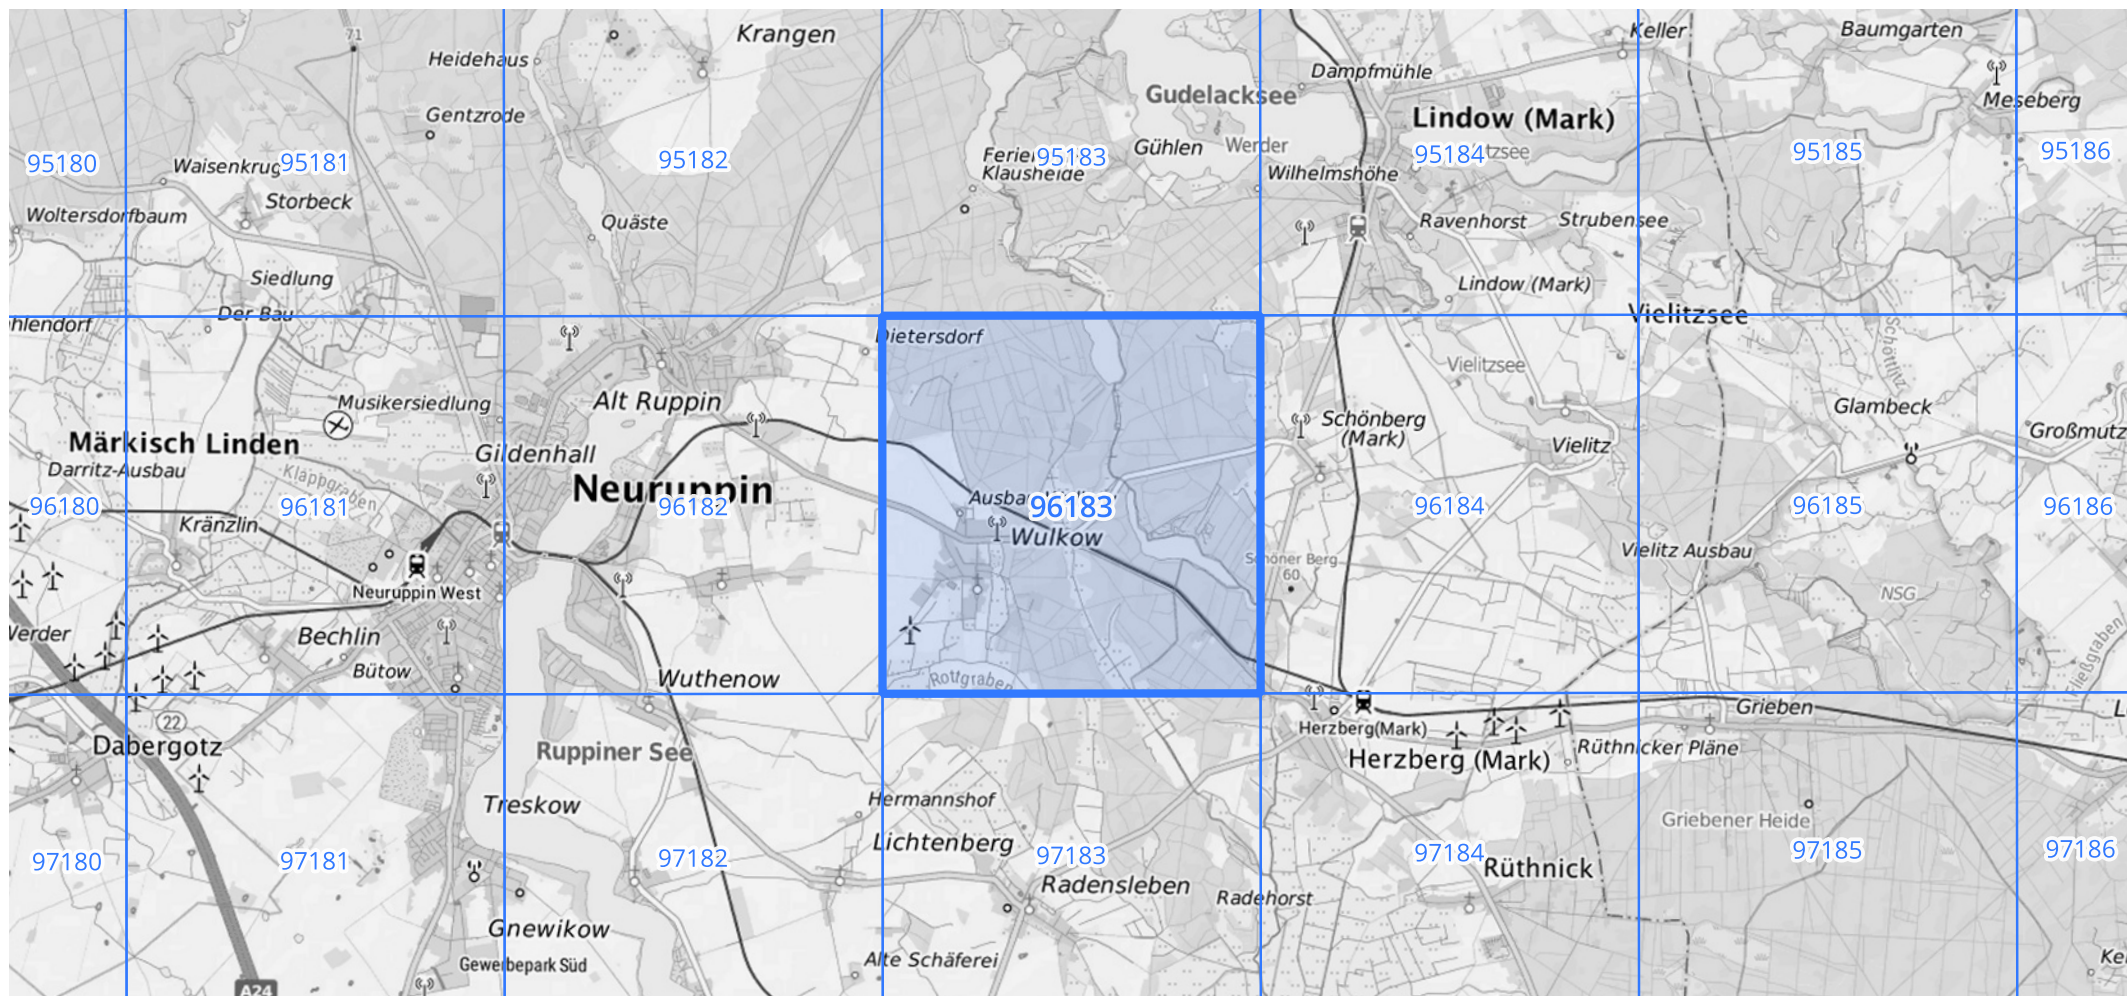 Krangen
Keller
Baumgarten
71
Heidehaus
Dampfmühle
Gudelacksee
Meseberg
Gentzrode
Lindow (Mark)
Gühlen
Werder
95180
Waisenkrug
95181
95182
95183
Klausheide
95184
95185
95186
Wilhelmshöhe
Storbeck
Woltersdorfbaum
Quäste
Ravenhorst
Strubensee
Siedlung
Lindow (Mark)
Der Bau
Vielitzsee
hlendorf
Dietersdorf
Vielitzsee
Musikersiedlung
Alt Ruppin
Glambeck
Schönberg
(Mark)
Märkisch Linden
Gildenhall
Vielitz
Großmutz
Darritz-Ausbau
Klappgraben
Neuruppin
96180
96181
96182
96183
96184
96185
96186
Kränzlin
Wulkow
Vielitz Ausbau
Schöner Berg
60
Neuruppin West
NSG
Werder
Bechlin
Bütow
Wuthenow
Rottgraben
Fließgraben
22
Herzberg(Mark)
Grieben
Dabergotz
Ruppiner See
Herzberg (Mark)
Rüthnicker Pläne
Treskow
Hermannshof
Griebener Heide
Lichtenberg
97180
97181
97182
97183
97184
97185
97186
Rüthnick
Radensleben
Radehorst
Gnewikow
Gewerbepark Süd
Alte Schäferei
Ke
A24